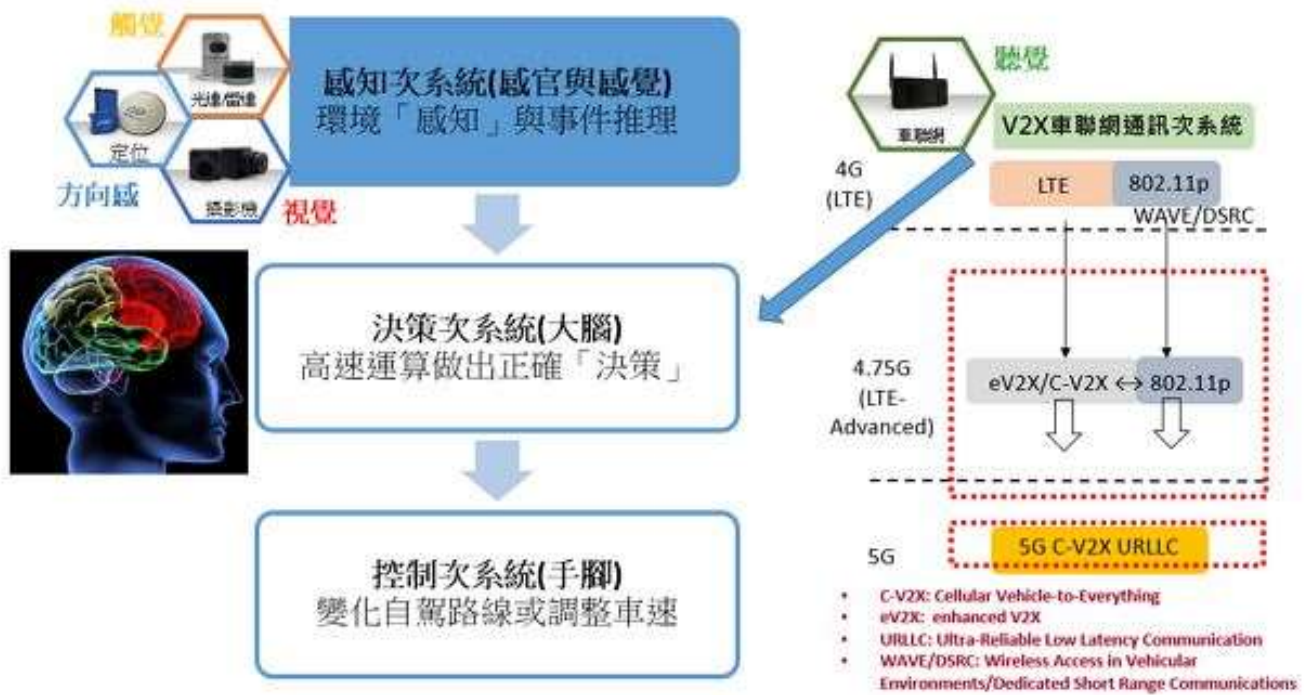 觸覺
光達/雷達
定位
攝影機
方向感
視覺
感知次系統(感官與感覺)
環境「感知」與事件推理
決策次系統(大腦)
高速運算做出正確「決策」
控制次系統(手腳)
變化自駕路線或調整車速
聽覺
車聯網
V2X車聯網通訊次系統
4G
(LTE)
LTE
802.11p
WAVE/DSRC
4.75G
(LTE-
Advanced)
eV2X/C-V2X ↔ 802.11p
5G
5G C-V2X URLLC
• C-V2X: Cellular Vehicle-to-Everything
• eV2X: enhanced V2X
• URLLC: Ultra-Reliable Low Latency Communication
• WAVE/DSRC: Wireless Access in Vehicular
Environments/Dedicated Short Range Communications